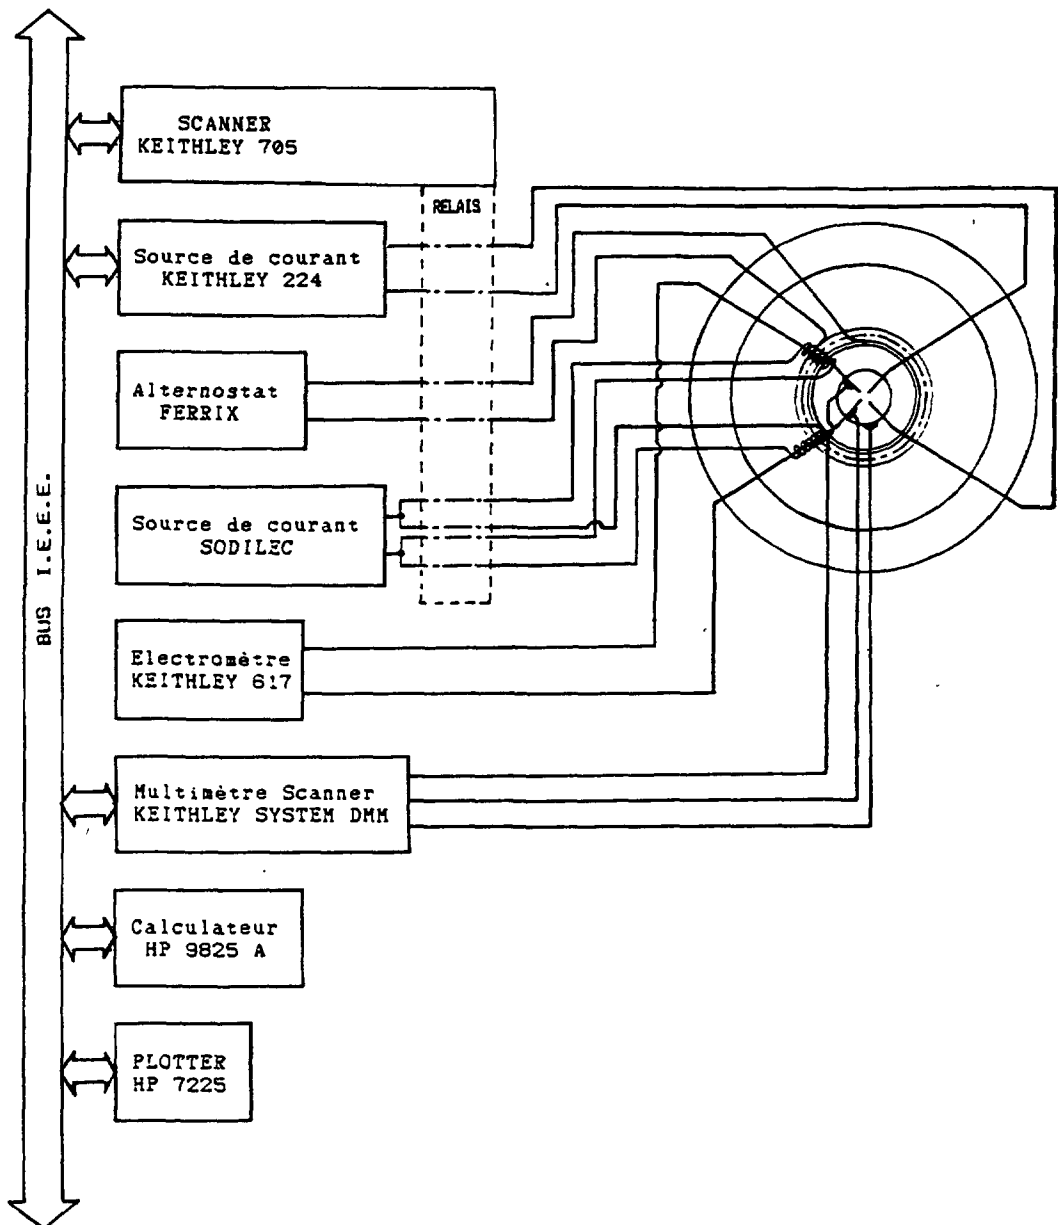 SCANNER
KEITHLEY 705
RELAIS
Source de courant
KEITHLEY 224
Alternostat
FERRIX
Source de courant
SODILEC
BUS I.E.E.E.
Electromètre
KEITHLEY 617
Multimètre Scanner
KEITHLEY SYSTEM DMM
Calculateur
HP 9825 A
PLOTTER
HP 7225